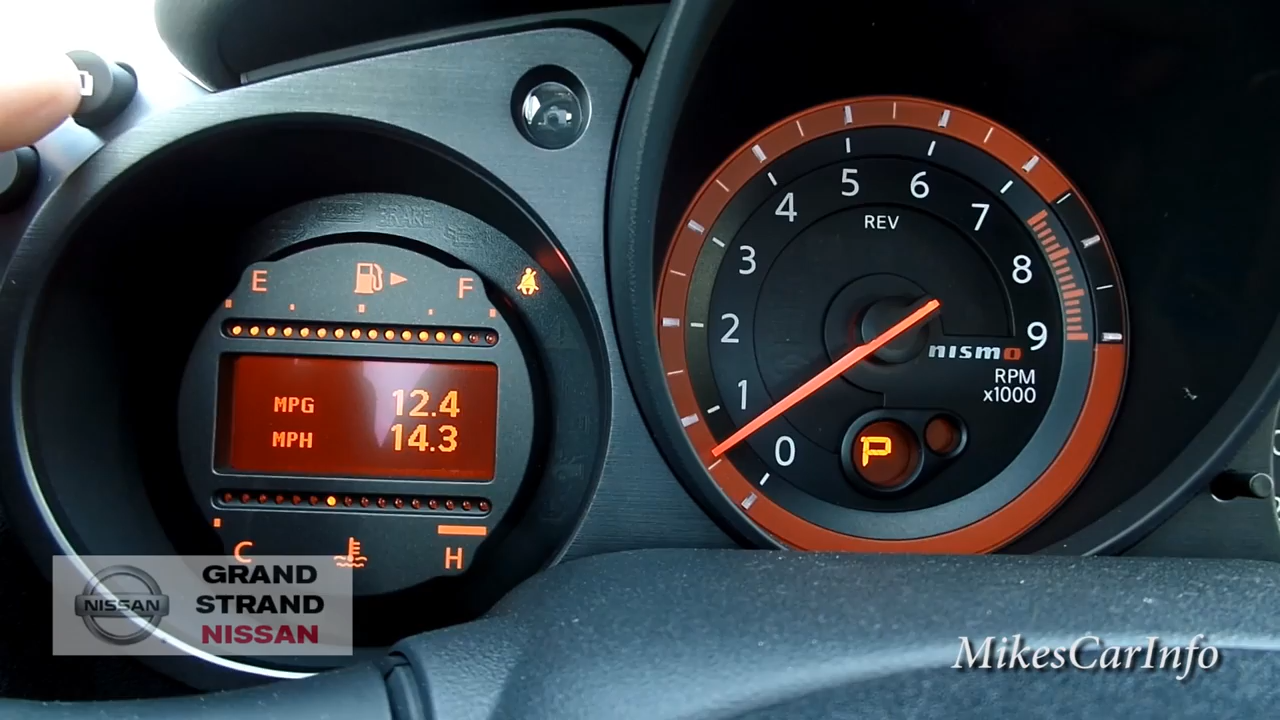 BRAKE
E F
MPG 12.4
MPH 14.3
C H
0 1 2 3 4 5 6 7 8 9
REV
nismo
RPM
x1000
P
NISSAN
GRAND
STRAND
NISSAN
MikesCarInfo